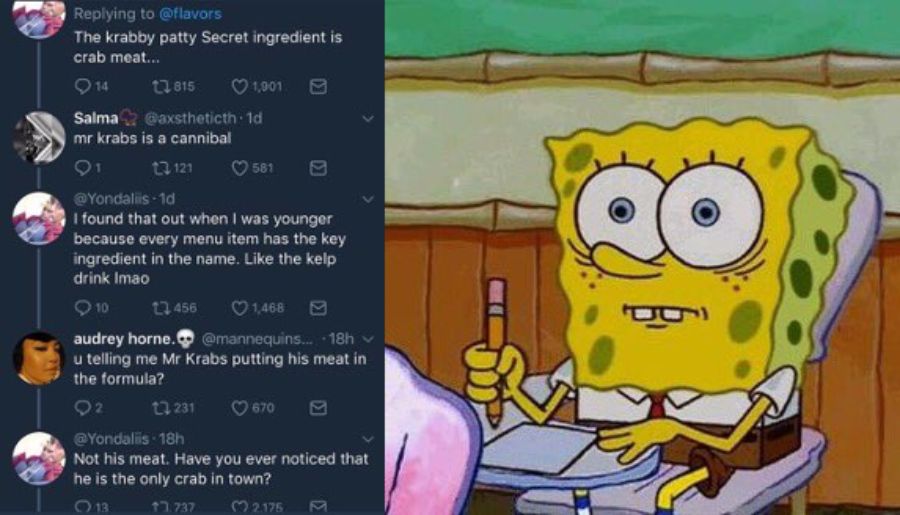 Replying to @flavors
The krabby patty Secret ingredient is
crab meat...
14 815 1,901
Salma @axstheticth · 1d
mr krabs is a cannibal
1 121 581
@Yondaliis · 1d
I found that out when I was younger
because every menu item has the key
ingredient in the name. Like the kelp
drink lmao
10 456 1,468
audrey horne. @mannequins... · 18h
u telling me Mr Krabs putting his meat in
the formula?
2 231 670
@Yondaliis · 18h
Not his meat. Have you ever noticed that
he is the only crab in town?
13 737 2,175